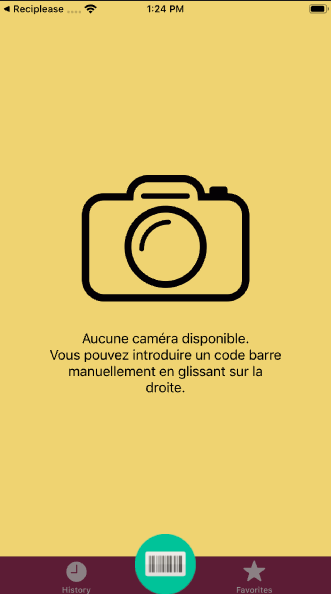 ◀ Reciplease 1:24 PM
Aucune caméra disponible.
Vous pouvez introduire un code barre
manuellement en glissant sur la
droite.
History Favorites